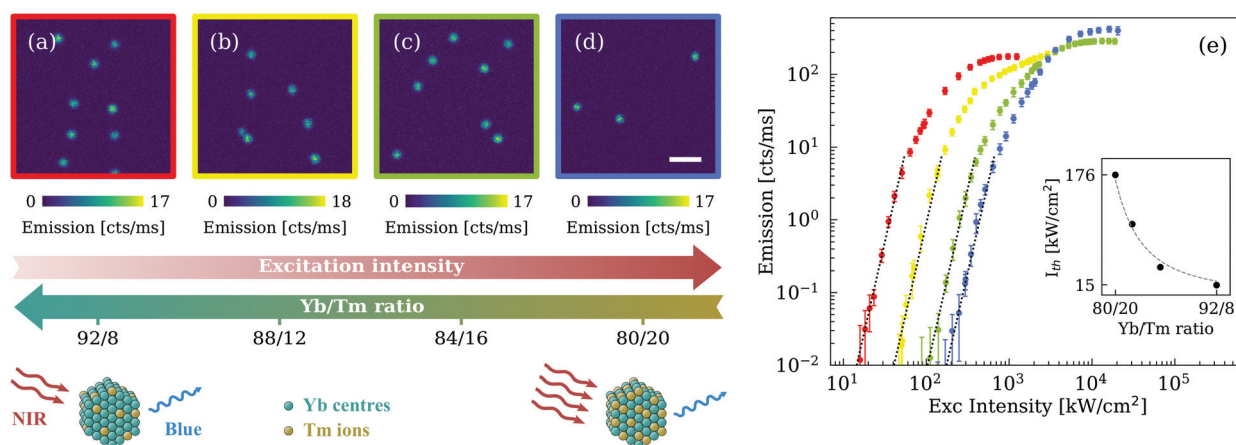 (a)
(b)
(c)
(d)
0 17
0 18
0 17
0 17
Emission [cts/ms]
Emission [cts/ms]
Emission [cts/ms]
Emission [cts/ms]
Excitation intensity
Yb/Tm ratio
92/8
88/12
84/16
80/20
NIR
Blue
Yb centres
Tm ions
(e)
Emission [cts/ms]
10²
10¹
10⁰
10⁻¹
10⁻²
10¹ 10² 10³ 10⁴ 10⁵
Exc Intensity [kW/cm²]
I_th [kW/cm²]
176
15
80/20 92/8
Yb/Tm ratio